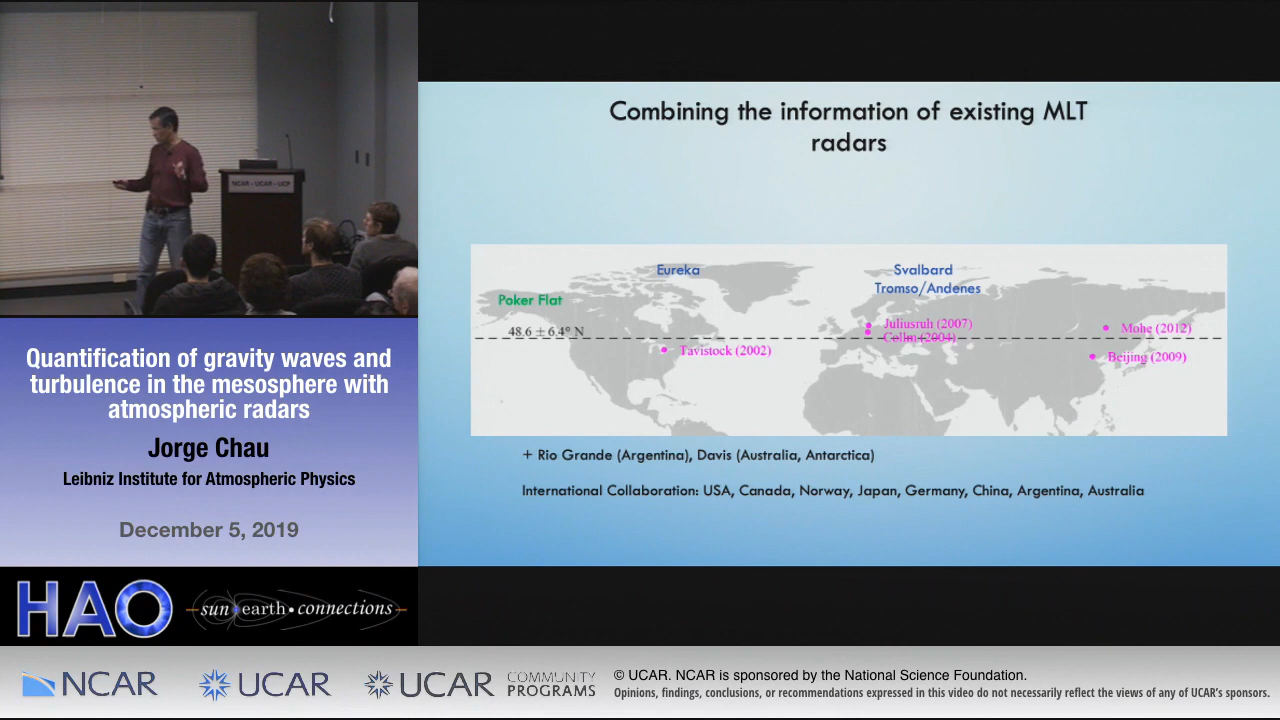 NCAR - UCAR - UCP
Quantification of gravity waves and
turbulence in the mesosphere with
atmospheric radars
Jorge Chau
Leibniz Institute for Atmospheric Physics
December 5, 2019
HAO
sun earth • connections
Combining the information of existing MLT
radars
Eureka
Svalbard
Tromso/Andenes
Poker Flat
48.6 ± 6.4° N
Juliusruh (2007)
Collm (2004)
Mohe (2012)
Tavistock (2002)
Beijing (2009)
+ Rio Grande (Argentina), Davis (Australia, Antarctica)
International Collaboration: USA, Canada, Norway, Japan, Germany, China, Argentina, Australia
NCAR
UCAR
UCAR
COMMUNITY
PROGRAMS
© UCAR. NCAR is sponsored by the National Science Foundation.
Opinions, findings, conclusions, or recommendations expressed in this video do not necessarily reflect the views of any of UCAR's sponsors.